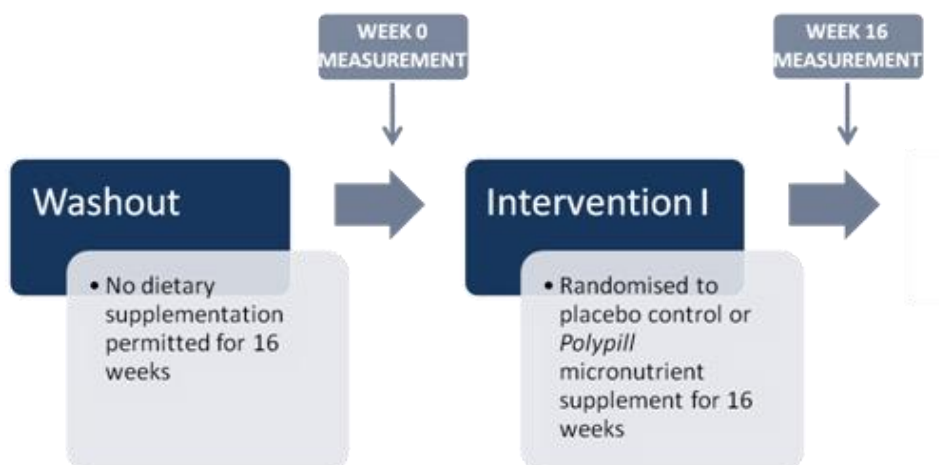 WEEK 0
MEASUREMENT
WEEK 16
MEASUREMENT
Washout
• No dietary
supplementation
permitted for 16
weeks
Intervention I
• Randomised to
placebo control or
Polypill
micronutrient
supplement for 16
weeks